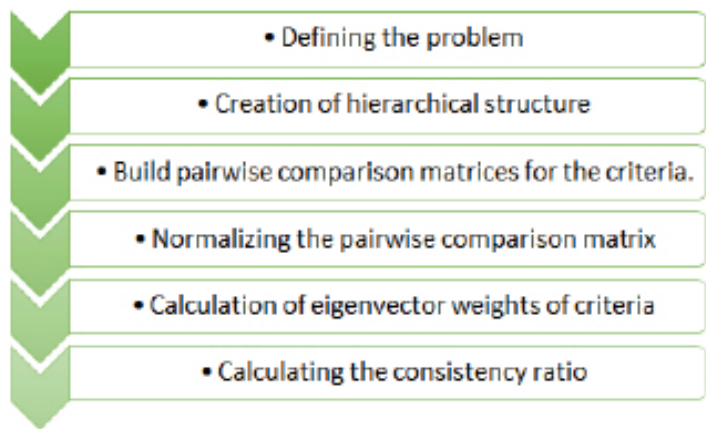 • Defining the problem
• Creation of hierarchical structure
• Build pairwise comparison matrices for the criteria.
• Normalizing the pairwise comparison matrix
• Calculation of eigenvector weights of criteria
• Calculating the consistency ratio